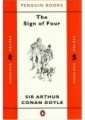 PENGUIN BOOKS
The
Sign of Four
SIR ARTHUR
CONAN DOYLE